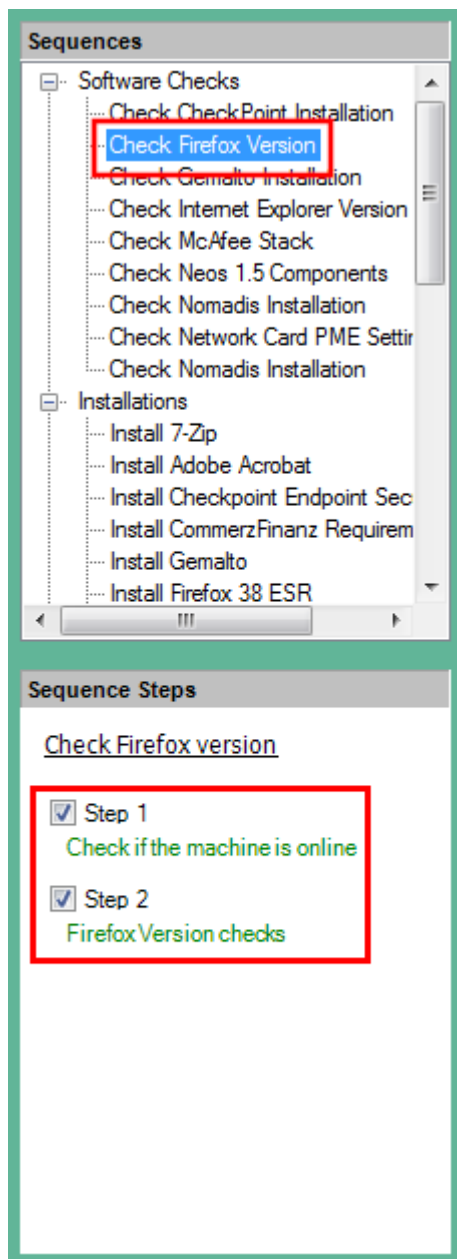 Sequences
Software Checks
Check CheckPoint Installation
Check Firefox Version
Check Gemalto Installation
Check Internet Explorer Version
Check McAfee Stack
Check Neos 1.5 Components
Check Nomadis Installation
Check Network Card PME Settin
Check Nomadis Installation
Installations
Install 7-Zip
Install Adobe Acrobat
Install Checkpoint Endpoint Sec
Install CommerzFinanz Requirem
Install Gemalto
Install Firefox 38 ESR
Sequence Steps
Check Firefox version
Step 1
Check if the machine is online
Step 2
Firefox Version checks